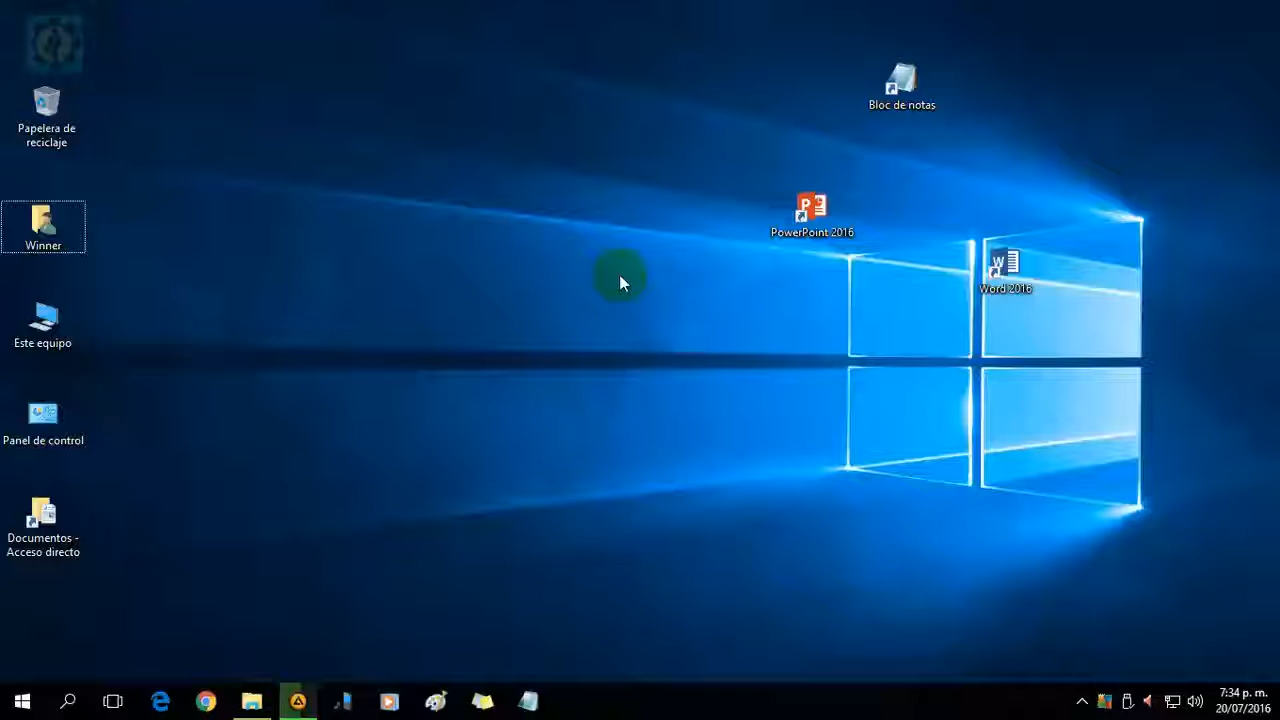 Bloc de notas
Papelera de
reciclaje
PowerPoint 2016
Winner
Word 2016
Este equipo
Panel de control
Documentos -
Acceso directo
7:34 p. m.
20/07/2016